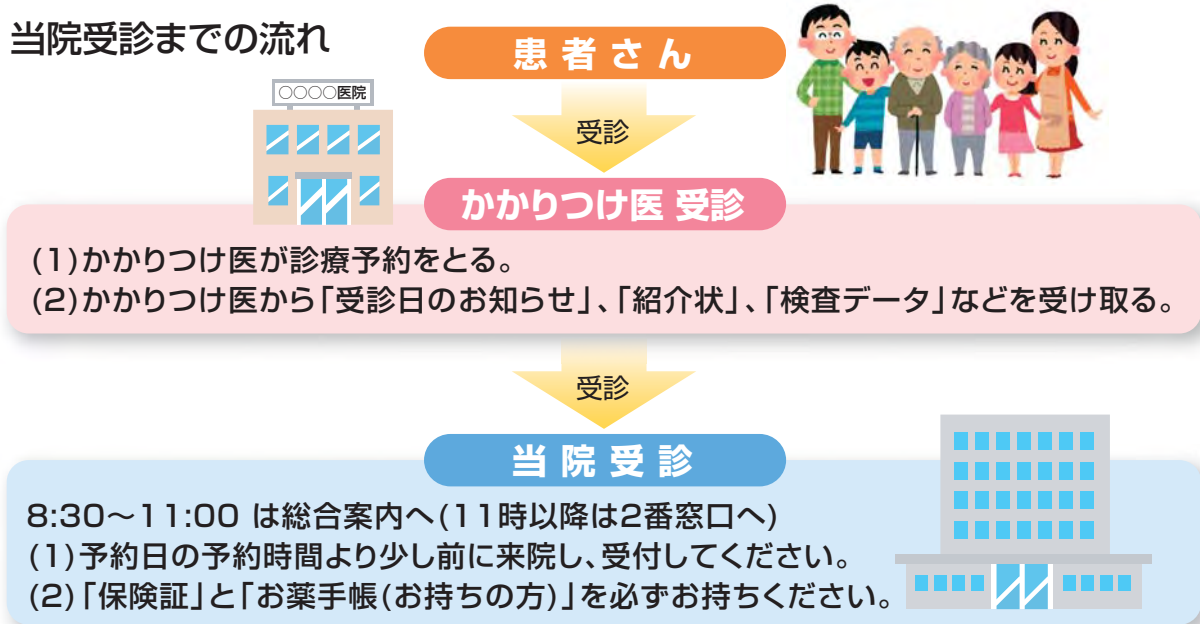 当院受診までの流れ
患者さん
○○○○医院
受診
かかりつけ医 受診
(1)かかりつけ医が診療予約をとる。
(2)かかりつけ医から「受診日のお知らせ」、「紹介状」、「検査データ」などを受け取る。
受診
当院受診
8:30～11:00 は総合案内へ(11時以降は2番窓口へ)
(1)予約日の予約時間より少し前に来院し、受付してください。
(2)「保険証」と「お薬手帳(お持ちの方)」を必ずお持ちください。